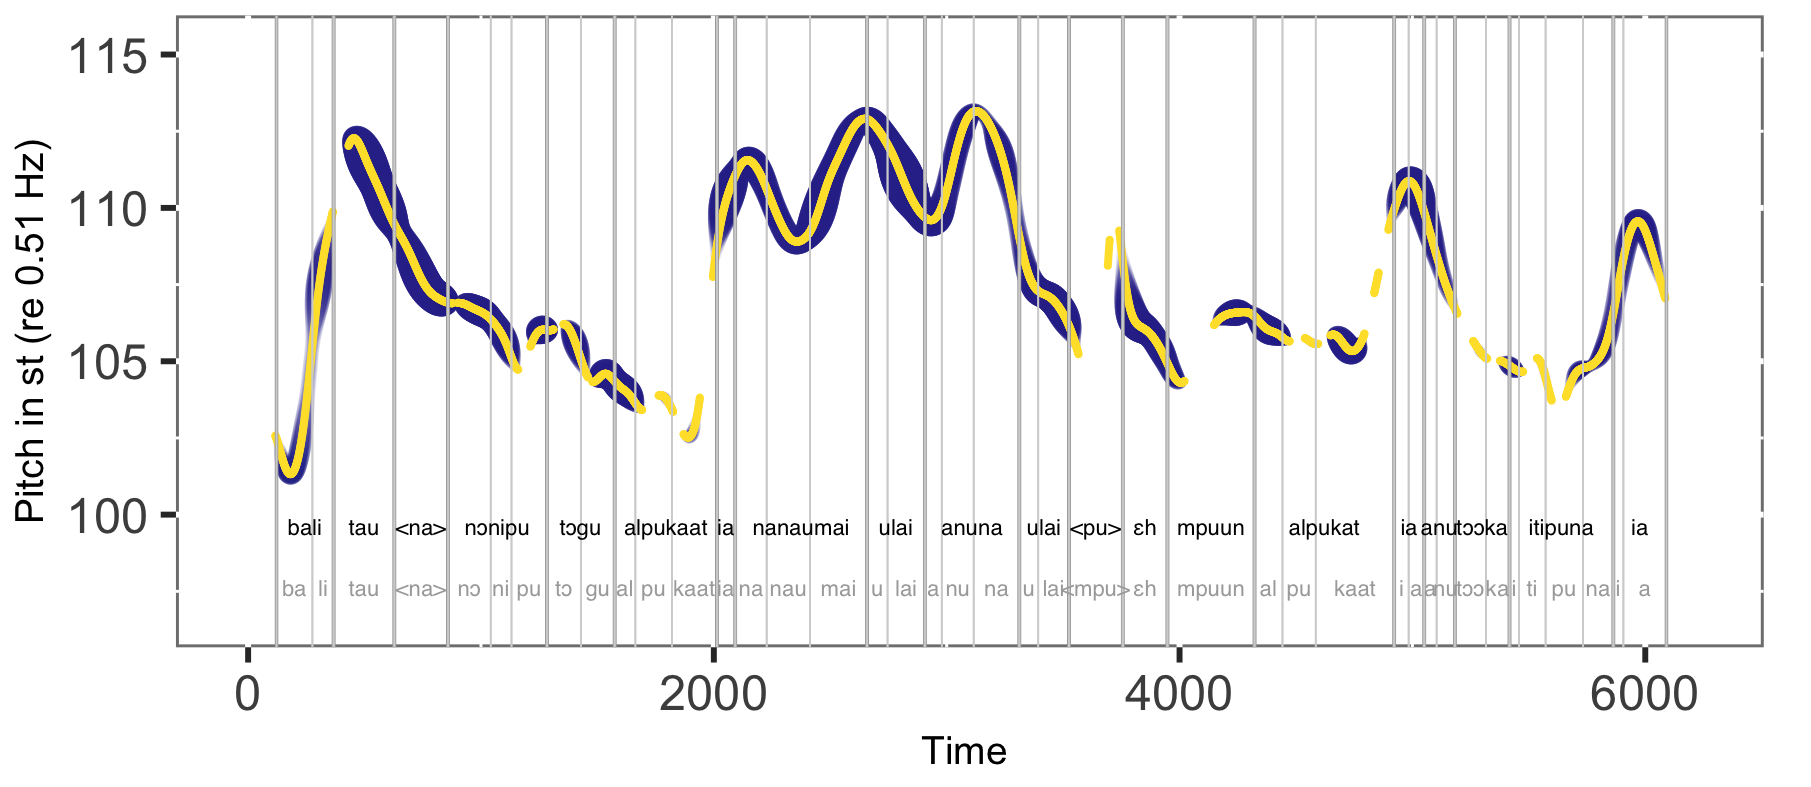 Pitch in st (re 0.51 Hz)
115
110
105
100
bali tau <na> nɔnipu tɔgu alpukaat ia nanaumai ulai anuna ulai <pu> ɛh mpuun alpukat ia anutɔɔka itipuna ia
ba li tau <na> nɔ ni pu tɔ gu al pu kaat ia na nau mai u lai a nu na u lai <mpu> ɛh mpuun al pu kaat i a a nu tɔɔ ka i ti pu na i a
0 2000 4000 6000
Time